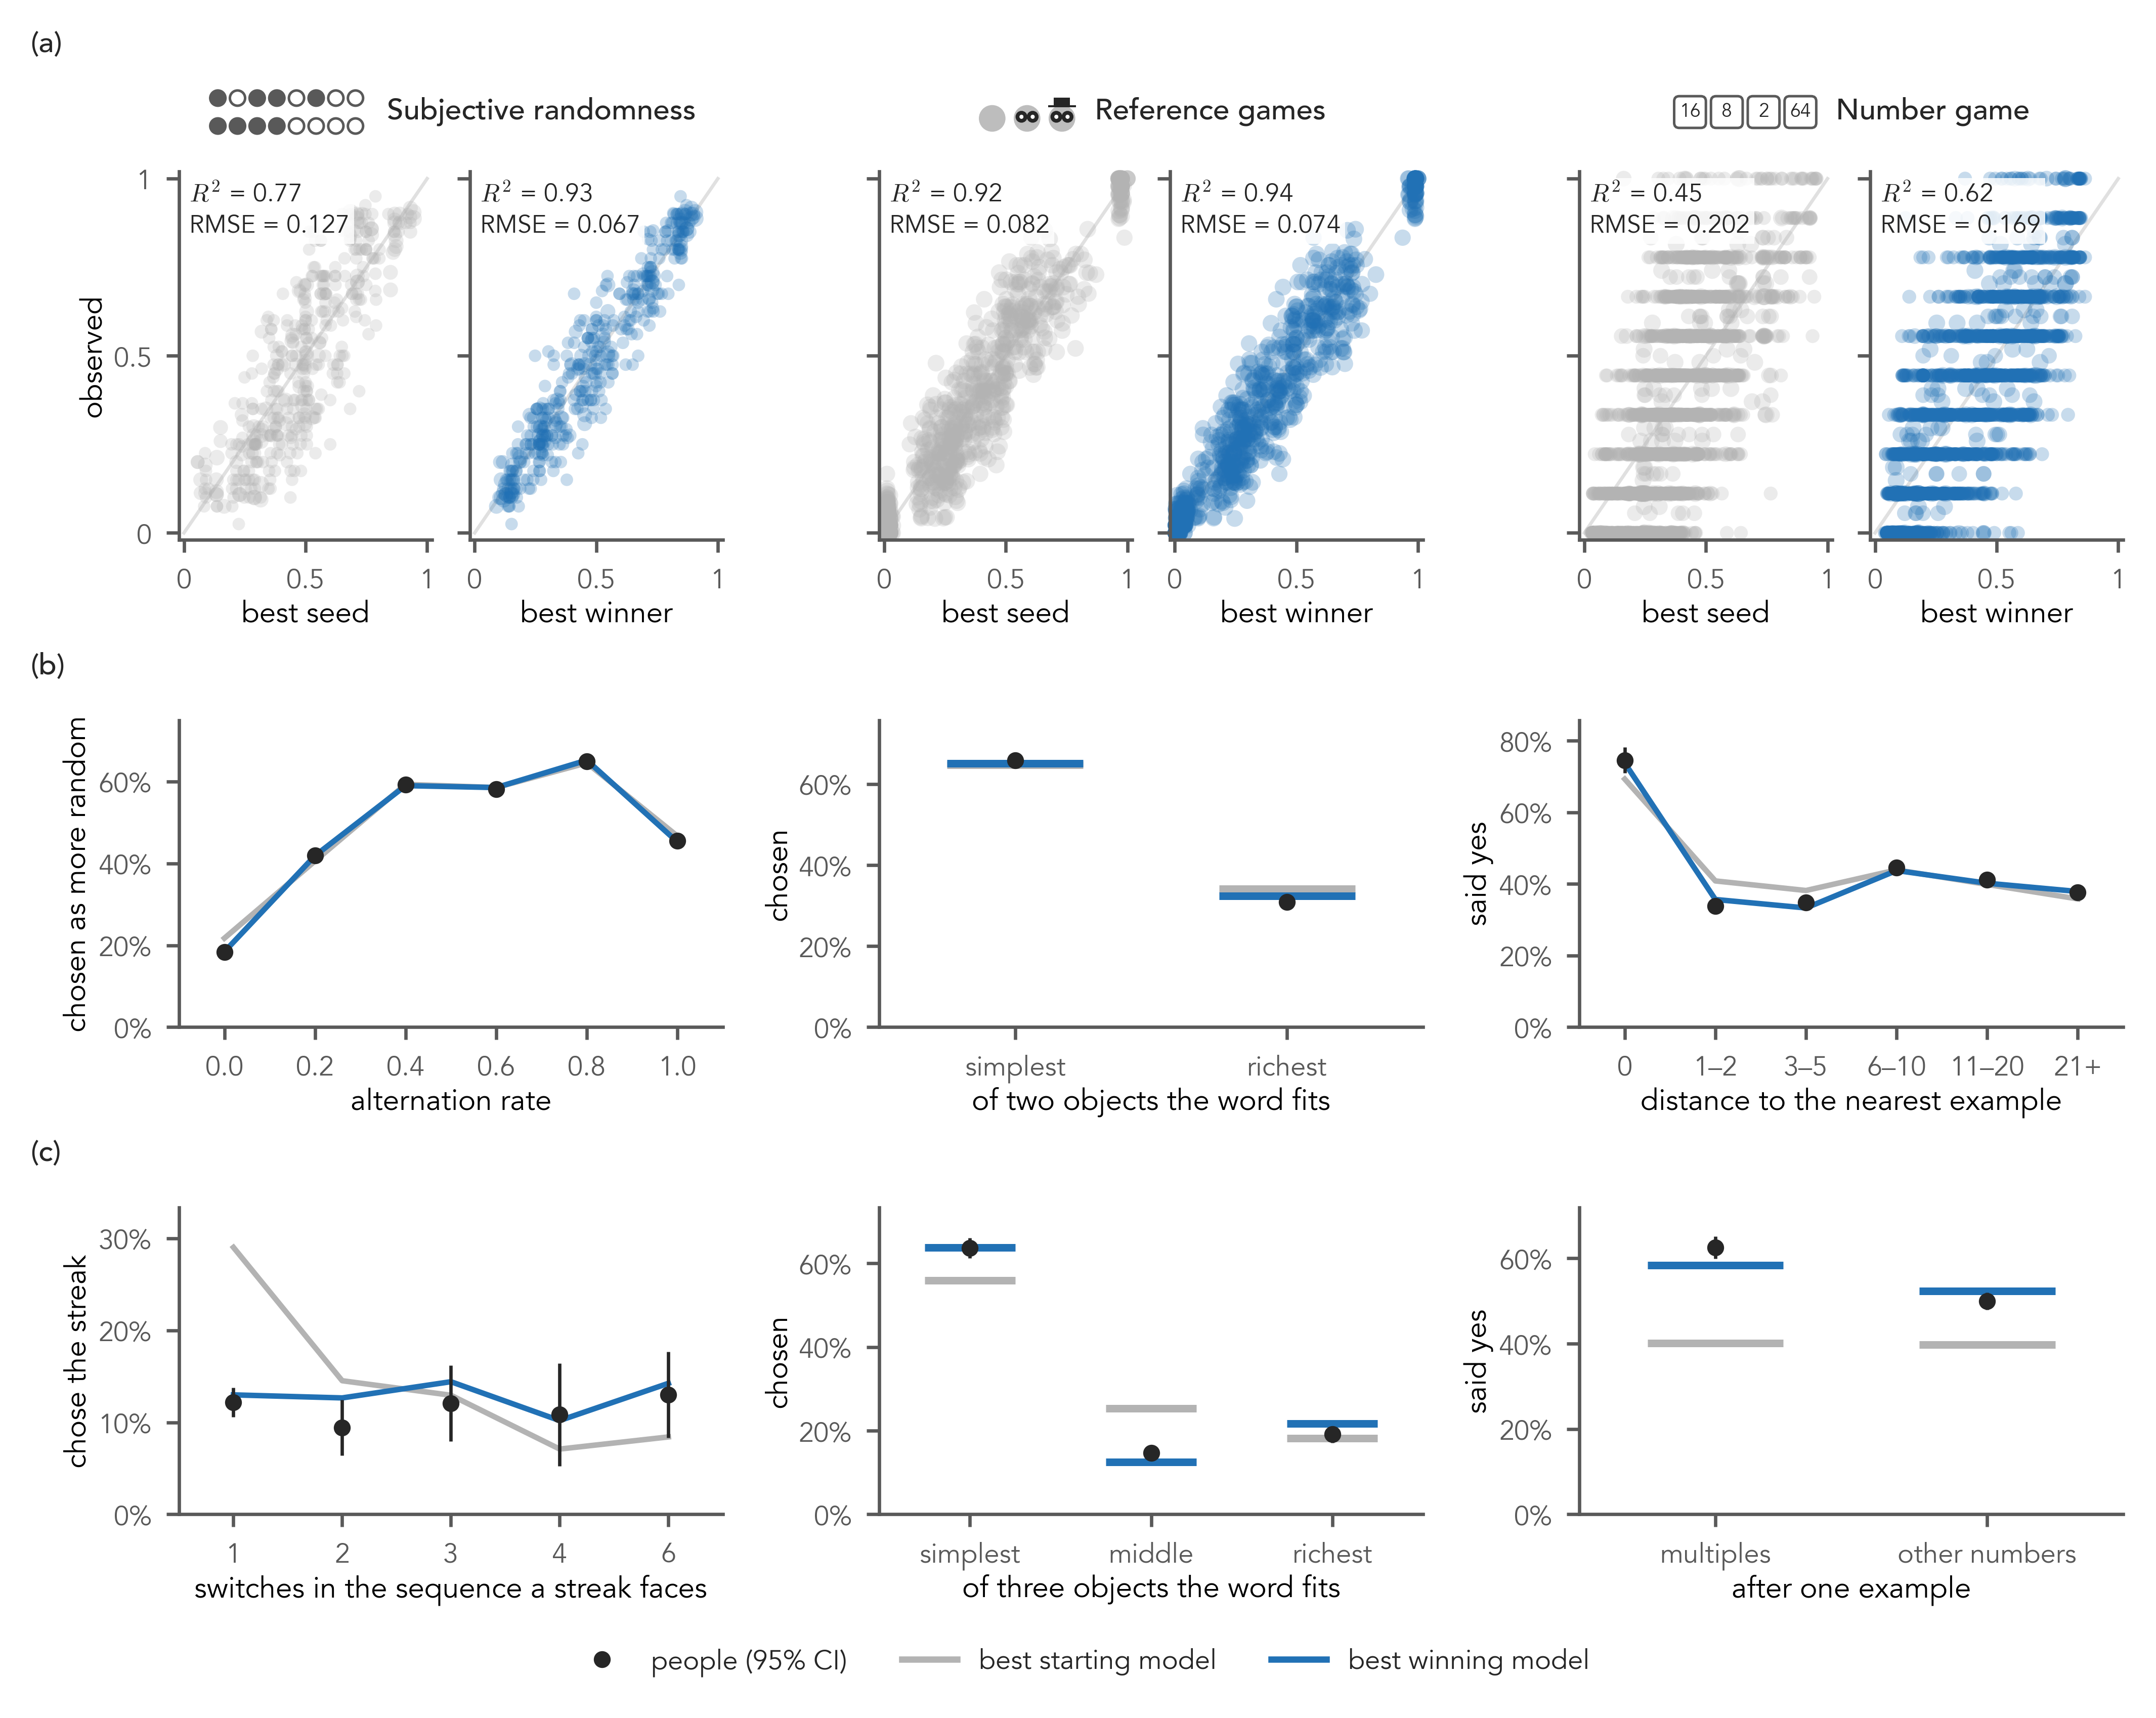 (a)
Subjective randomness
Reference games
16 8 2 64 Number game
R² = 0.77
RMSE = 0.127
R² = 0.93
RMSE = 0.067
R² = 0.92
RMSE = 0.082
R² = 0.94
RMSE = 0.074
R² = 0.45
RMSE = 0.202
R² = 0.62
RMSE = 0.169
observed
1
0.5
0
0 0.5 1
best seed
0 0.5 1
best winner
0 0.5 1
best seed
0 0.5 1
best winner
0 0.5 1
best seed
0 0.5 1
best winner
(b)
chosen as more random
60%
40%
20%
0%
0.0 0.2 0.4 0.6 0.8 1.0
alternation rate
chosen
60%
40%
20%
0%
simplest richest
of two objects the word fits
said yes
80%
60%
40%
20%
0%
0 1–2 3–5 6–10 11–20 21+
distance to the nearest example
(c)
chose the streak
30%
20%
10%
0%
1 2 3 4 6
switches in the sequence a streak faces
chosen
60%
40%
20%
0%
simplest middle richest
of three objects the word fits
said yes
60%
40%
20%
0%
multiples other numbers
after one example
people (95% CI) best starting model best winning model